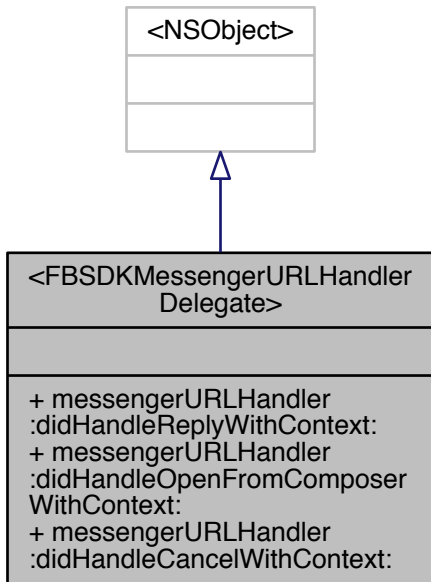 <NSObject>
<FBSDKMessengerURLHandler
Delegate>
+ messengerURLHandler
:didHandleReplyWithContext:
+ messengerURLHandler
:didHandleOpenFromComposer
WithContext:
+ messengerURLHandler
:didHandleCancelWithContext: